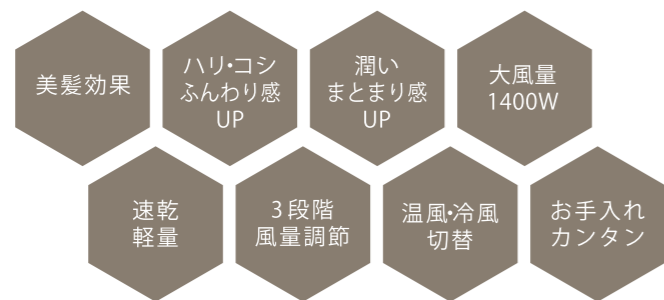 美髪効果
ハリ・コシ
ふんわり感
UP
潤い
まとまり感
UP
大風量
1400W
速乾
軽量
3段階
風量調節
温風・冷風
切替
お手入れ
カンタン